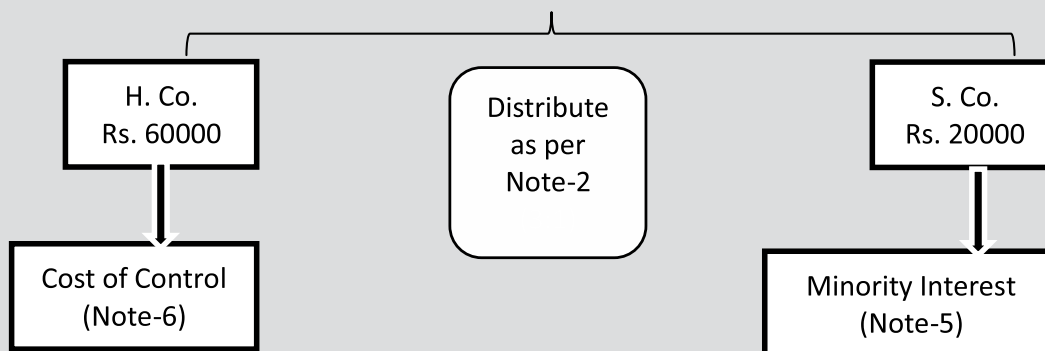 H. Co.
Rs. 60000
Distribute
as per
Note-2
S. Co.
Rs. 20000
Cost of Control
(Note-6)
Minority Interest
(Note-5)